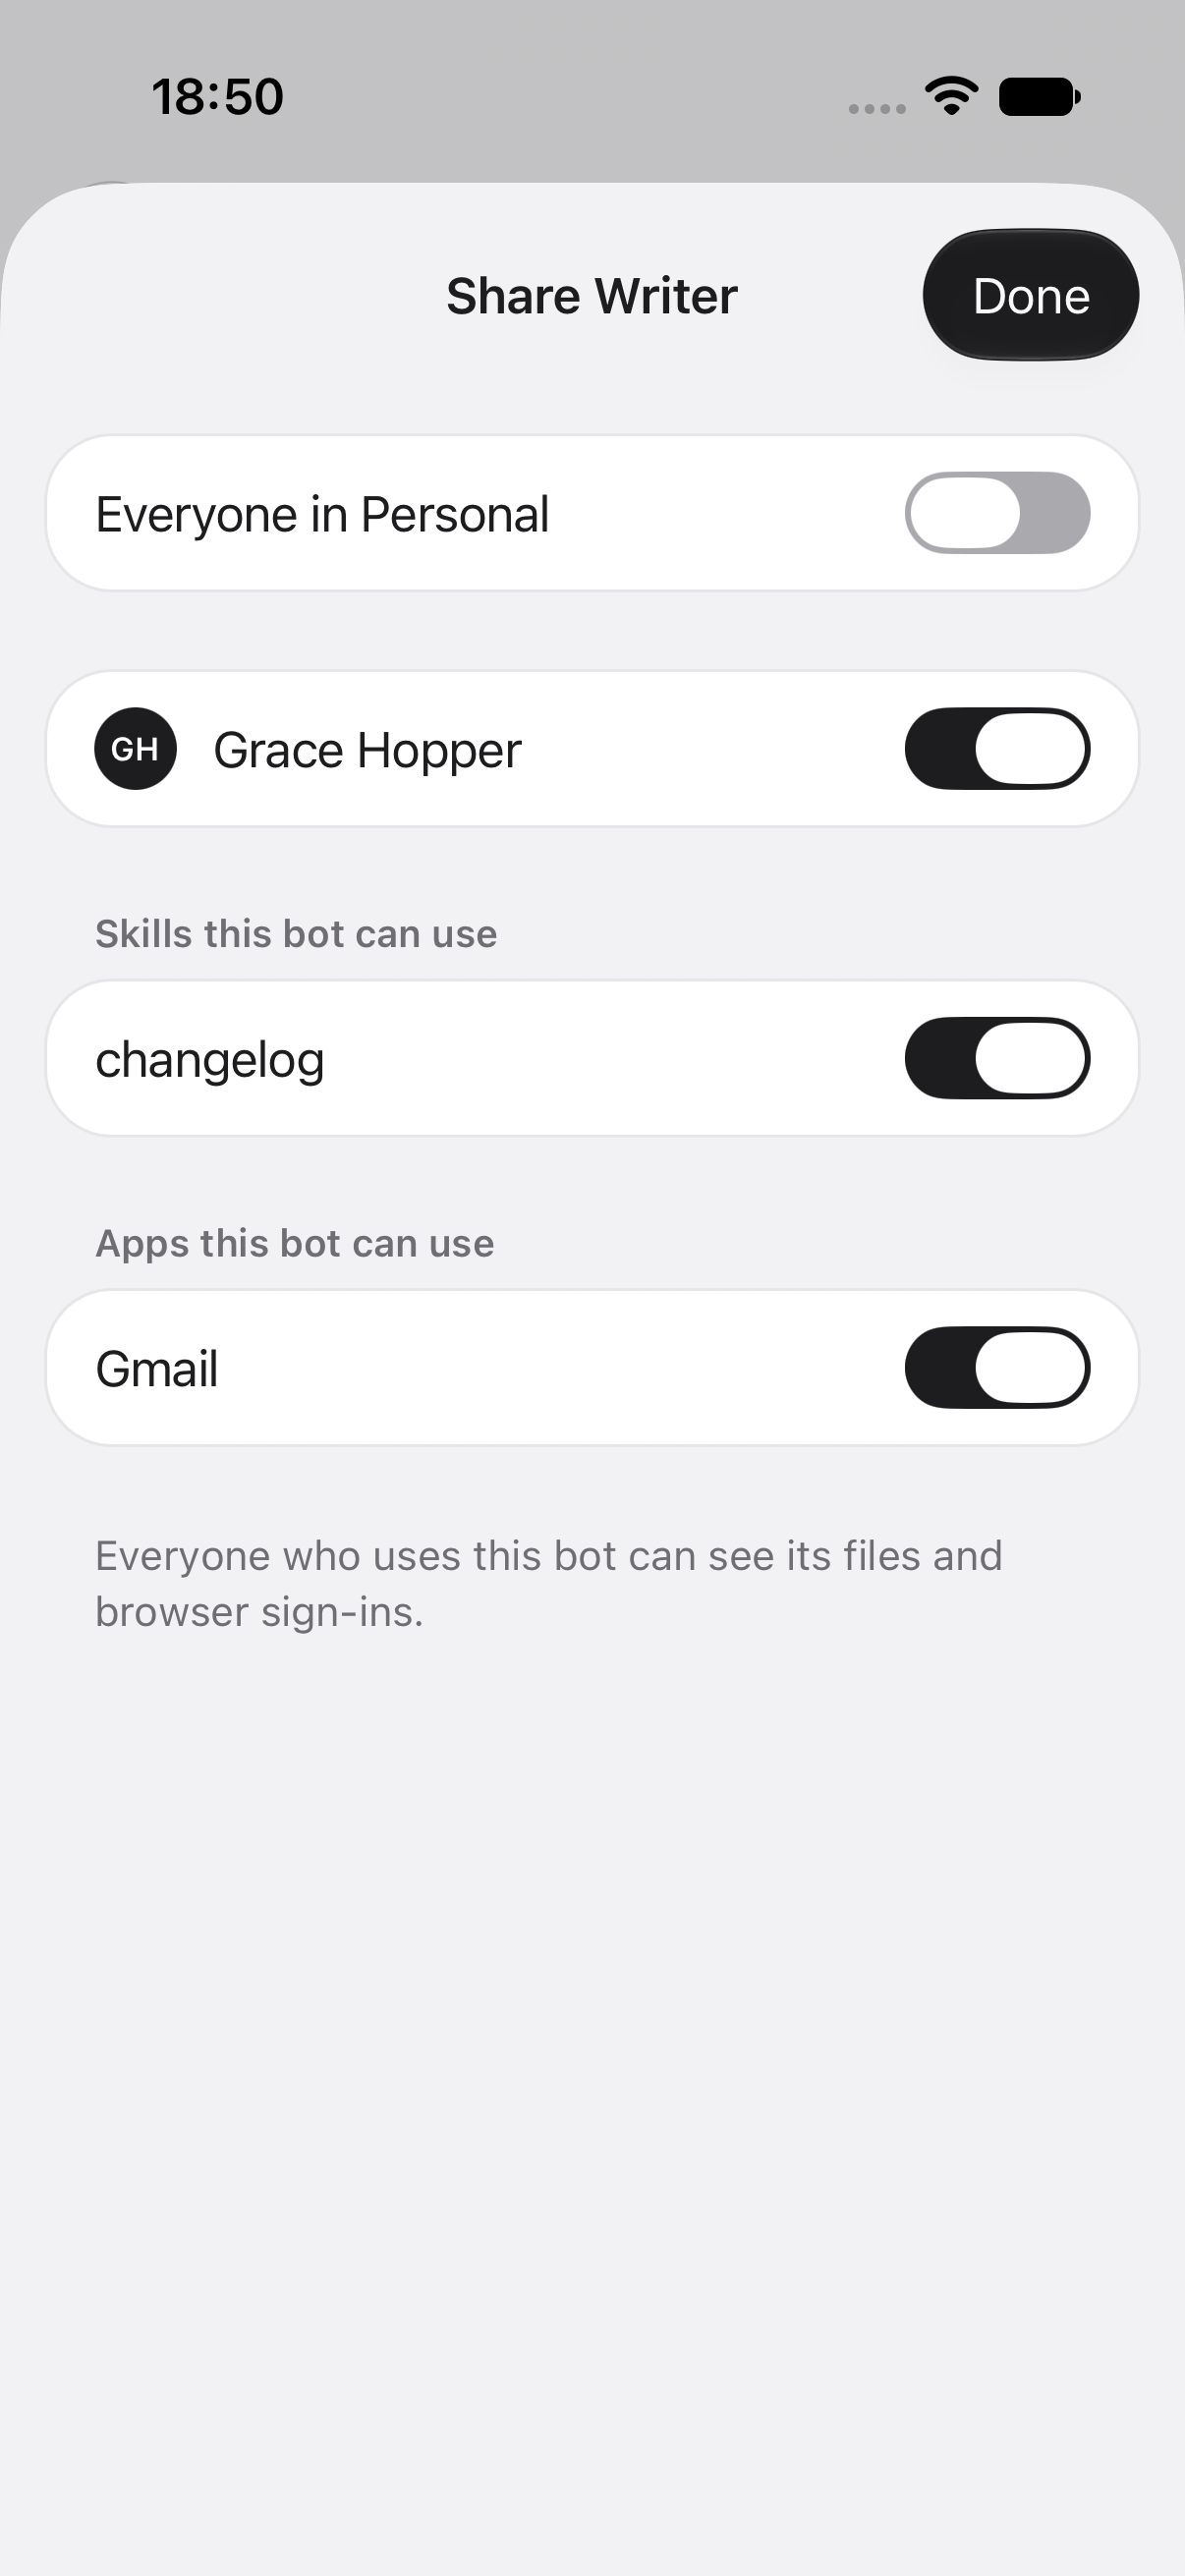 18:50
Share Writer
Done
Everyone in Personal
GH
Grace Hopper
Skills this bot can use
changelog
Apps this bot can use
Gmail
Everyone who uses this bot can see its files and
browser sign-ins.